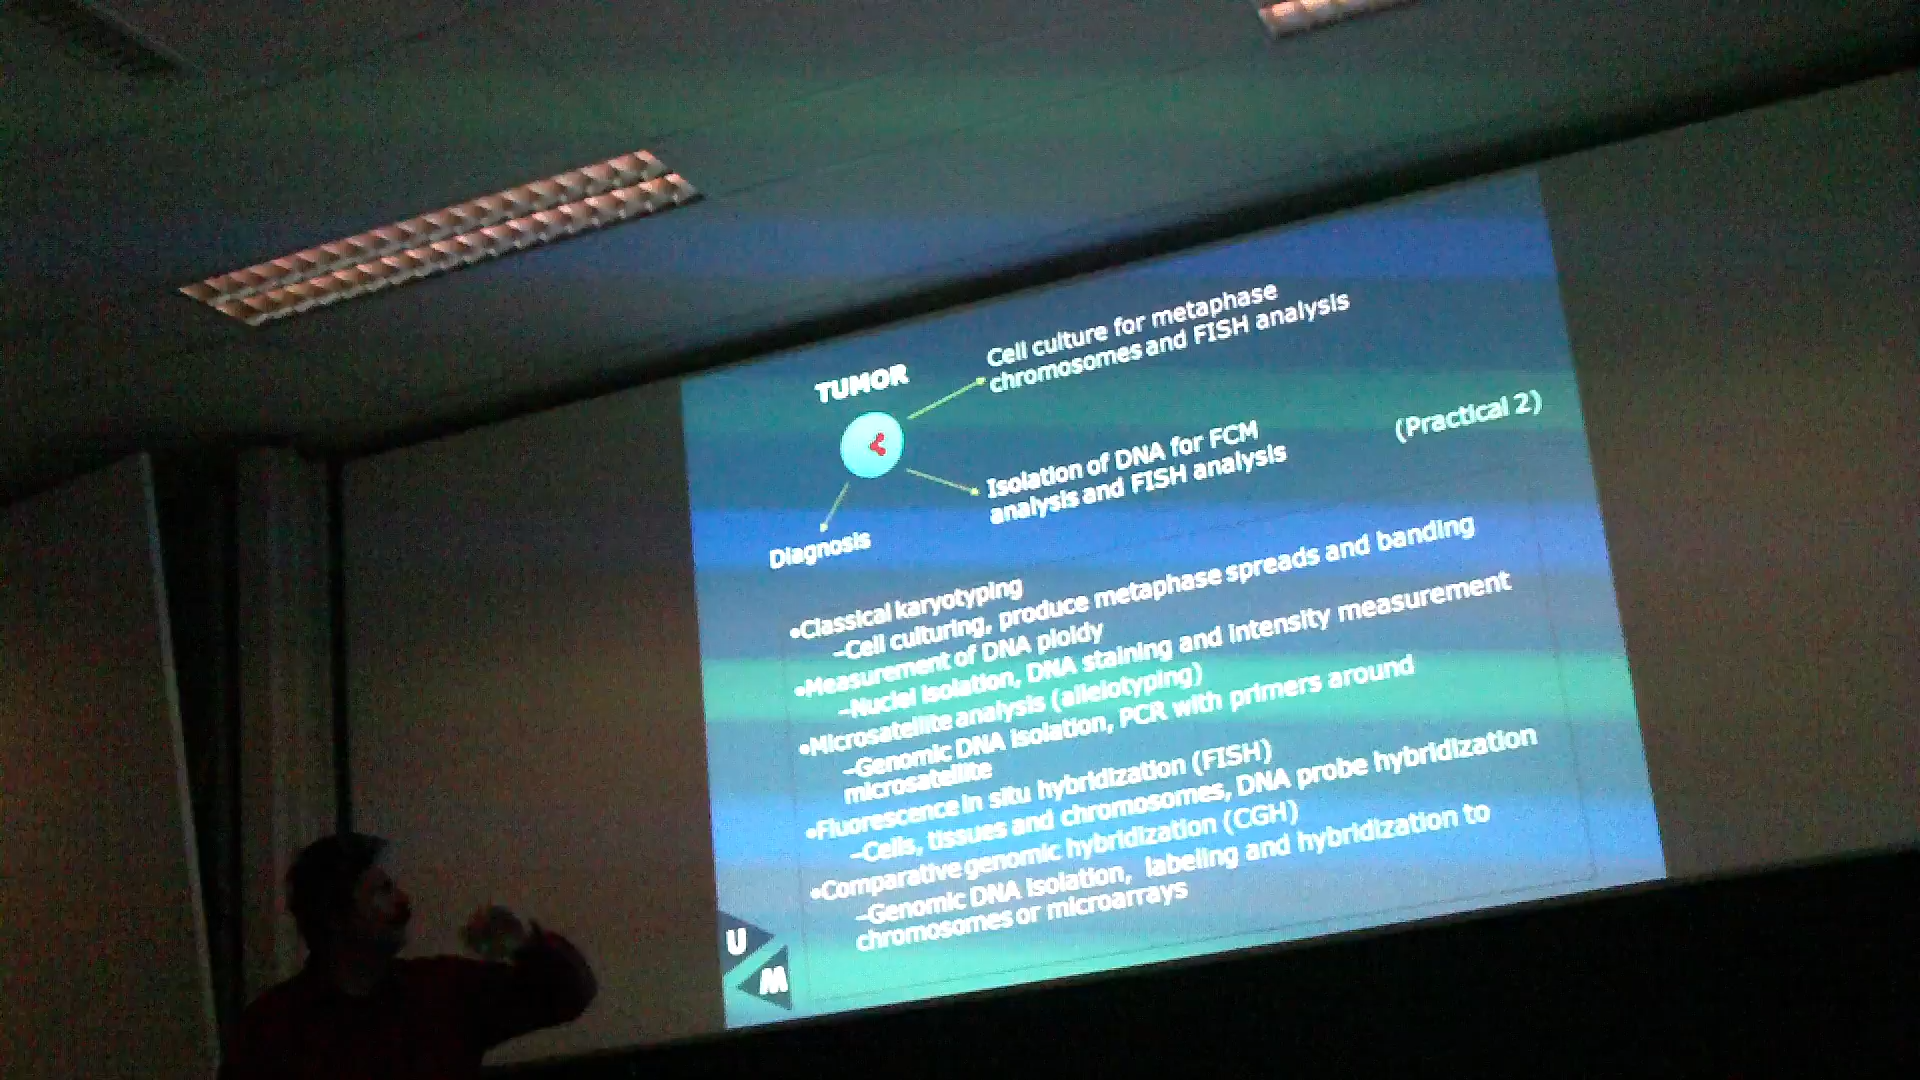 TUMOR
Cell culture for metaphase
chromosomes and FISH analysis
(Practical 2)
Isolation of DNA for FCM
analysis and FISH analysis
Diagnosis
•Classical karyotyping
–Cell culturing, produce metaphase spreads and banding
•Measurement of DNA ploidy
–Nuclei isolation, DNA staining and intensity measurement
•Microsatellite analysis (allelotyping)
–Genomic DNA isolation, PCR with primers around
microsatellite
•Fluorescence in situ hybridization (FISH)
–Cells, tissues and chromosomes, DNA probe hybridization
•Comparative genomic hybridization (CGH)
–Genomic DNA isolation, labeling and hybridization to
chromosomes or microarrays
U
M